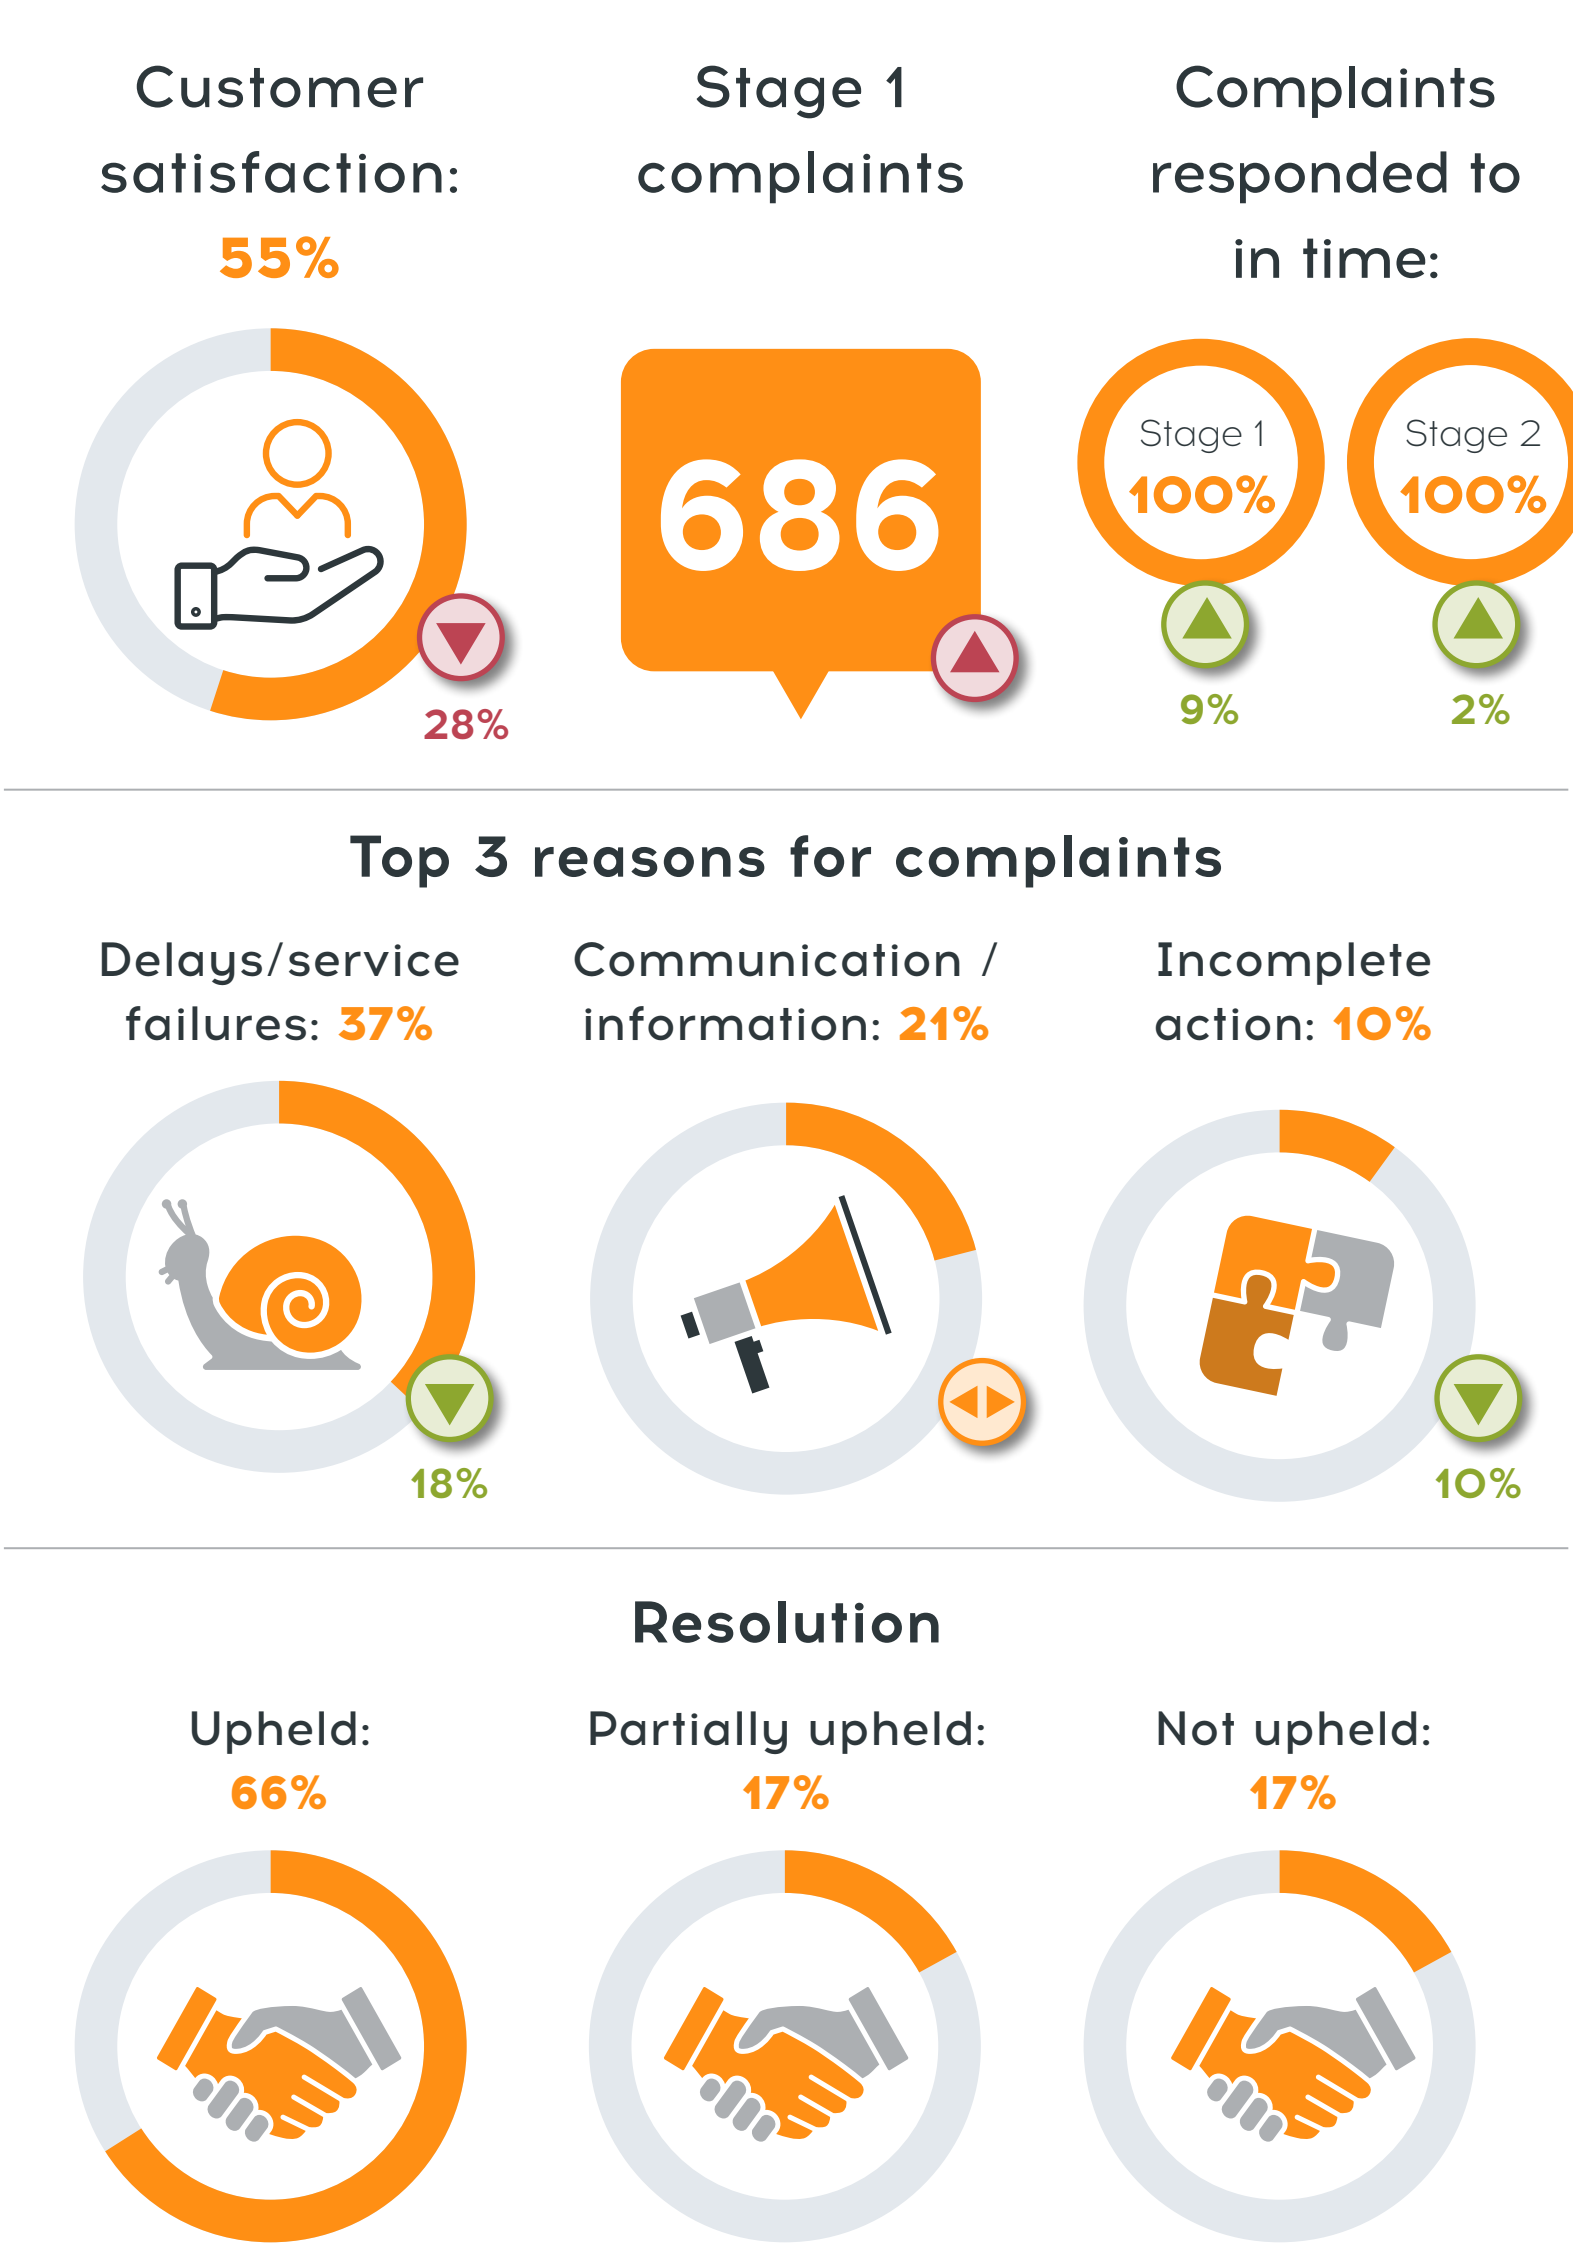 Customer
satisfaction:
55%
28%
Stage 1
complaints
686
Complaints
responded to
in time:
Stage 1
100%
9%
Stage 2
100%
2%
Top 3 reasons for complaints
Delays/service
failures: 37%
18%
Communication /
information: 21%
Incomplete
action: 10%
10%
Resolution
Upheld:
66%
Partially upheld:
17%
Not upheld:
17%